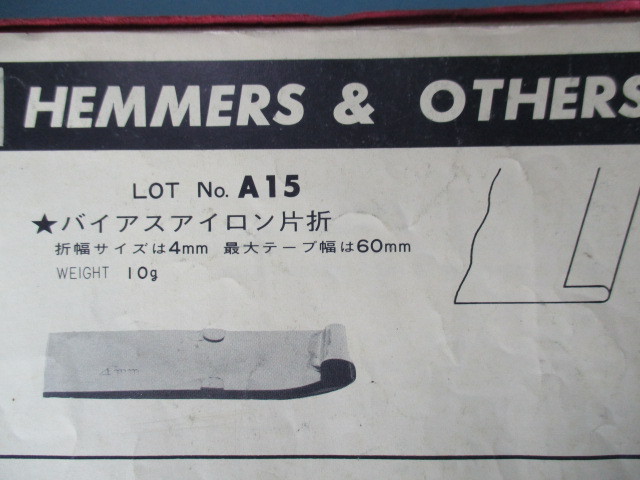 HEMMERS & OTHERS
LOT No. A15
★バイアスアイロン片折
折幅サイズは4mm 最大テープ幅は60mm
WEIGHT 10g
4mm